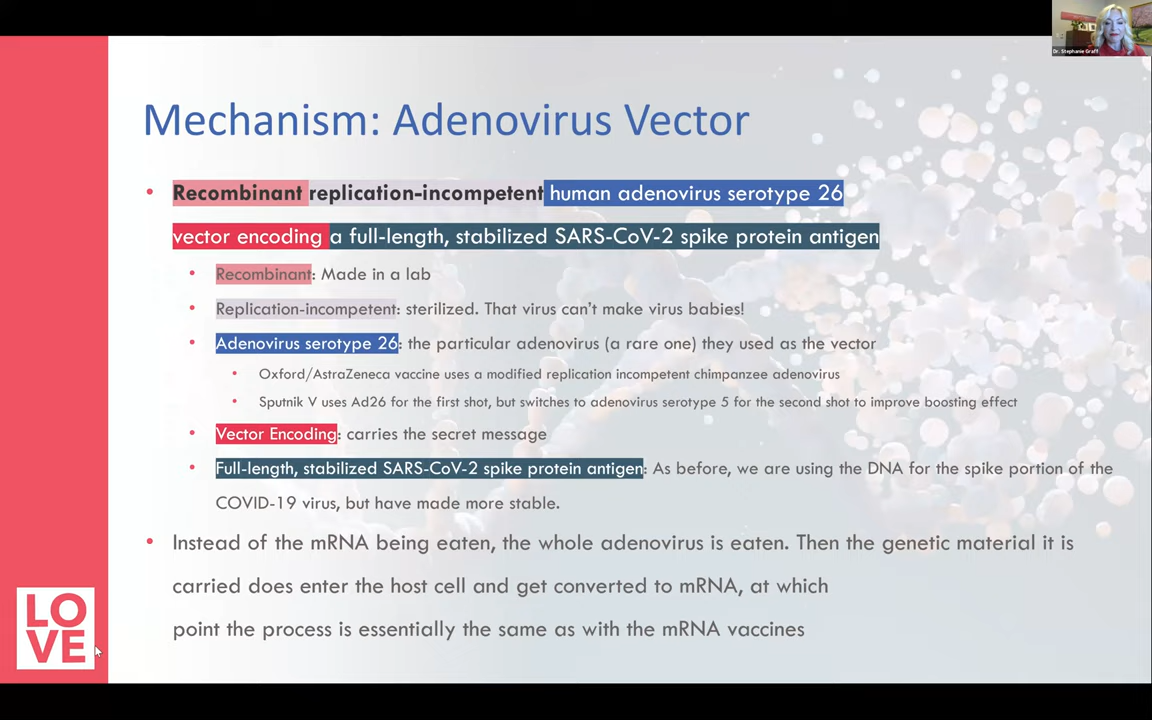 Dr. Stephanie Graff
Mechanism: Adenovirus Vector
• Recombinant replication-incompetent human adenovirus serotype 26
vector encoding a full-length, stabilized SARS-CoV-2 spike protein antigen
• Recombinant: Made in a lab
• Replication-incompetent: sterilized. That virus can't make virus babies!
• Adenovirus serotype 26: the particular adenovirus (a rare one) they used as the vector
• Oxford/AstraZeneca vaccine uses a modified replication incompetent chimpanzee adenovirus
• Sputnik V uses Ad26 for the first shot, but switches to adenovirus serotype 5 for the second shot to improve boosting effect
• Vector Encoding: carries the secret message
• Full-length, stabilized SARS-CoV-2 spike protein antigen: As before, we are using the DNA for the spike portion of the
COVID-19 virus, but have made more stable.
• Instead of the mRNA being eaten, the whole adenovirus is eaten. Then the genetic material it is
carried does enter the host cell and get converted to mRNA, at which
point the process is essentially the same as with the mRNA vaccines
LO
VE